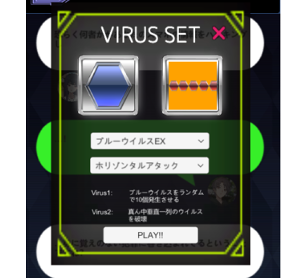 VIRUS SET
ブルーウイルスEX
ホリゾンタルアタック
Virus1: ブルーウイルスをランダム
で10個発生させる
Virus2: 真ん中垂直一列のウイルス
を破壊
PLAY!!